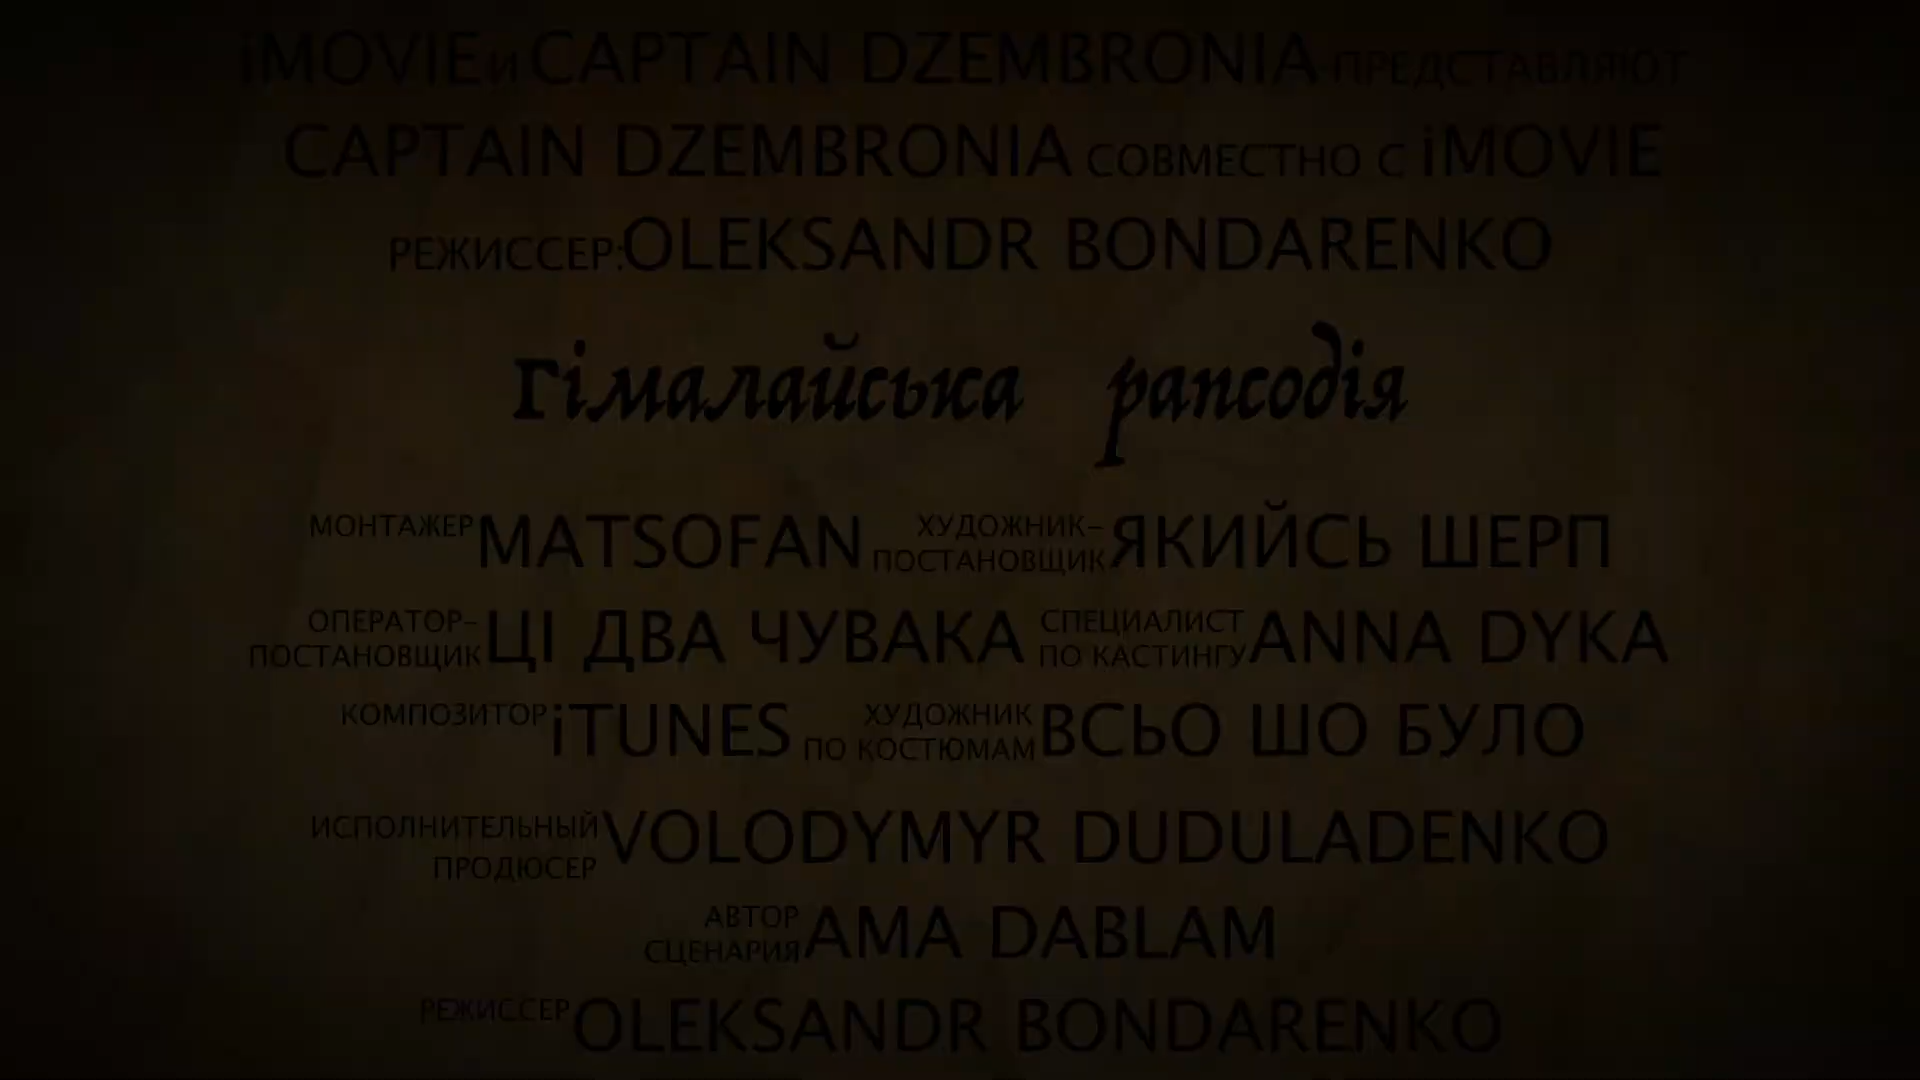 iMOVIE и CAPTAIN DZEMBRONIA ПРЕДСТАВЛЯЮТ
CAPTAIN DZEMBRONIA СОВМЕСТНО С iMOVIE
РЕЖИССЕР: OLEKSANDR BONDARENKO
гімалайська рапсодія
МОНТАЖЕР MATSOFAN ХУДОЖНИК-ПОСТАНОВЩИК ЯКИЙСЬ ШЕРП
ОПЕРАТОР-ПОСТАНОВЩИК ЦІ ДВА ЧУВАКА СПЕЦИАЛИСТ ПО КАСТИНГУ ANNA DYKA
КОМПОЗИТОР iTUNES ХУДОЖНИК ПО КОСТЮМАМ ВСЬО ШО БУЛО
ИСПОЛНИТЕЛЬНЫЙ ПРОДЮСЕР VOLODYMYR DUDULADENKO
АВТОР СЦЕНАРИЯ AMA DABLAM
РЕЖИССЕР OLEKSANDR BONDARENKO